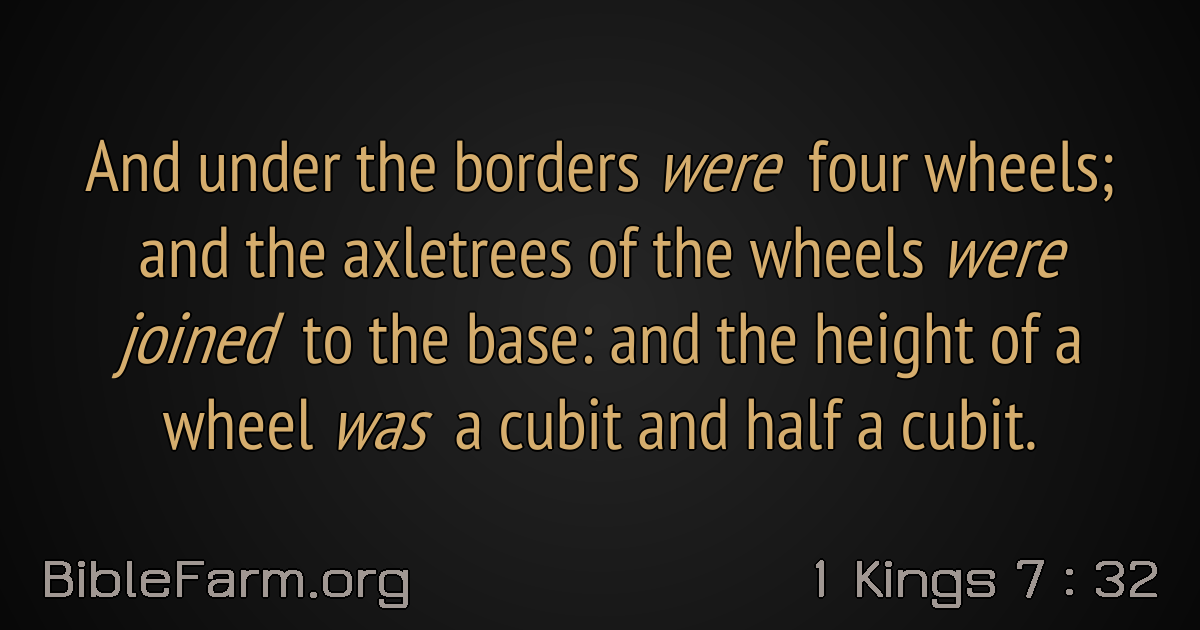 And under the borders were four wheels;
and the axletrees of the wheels were
joined to the base: and the height of a
wheel was a cubit and half a cubit.
BibleFarm.org
1 Kings 7 : 32